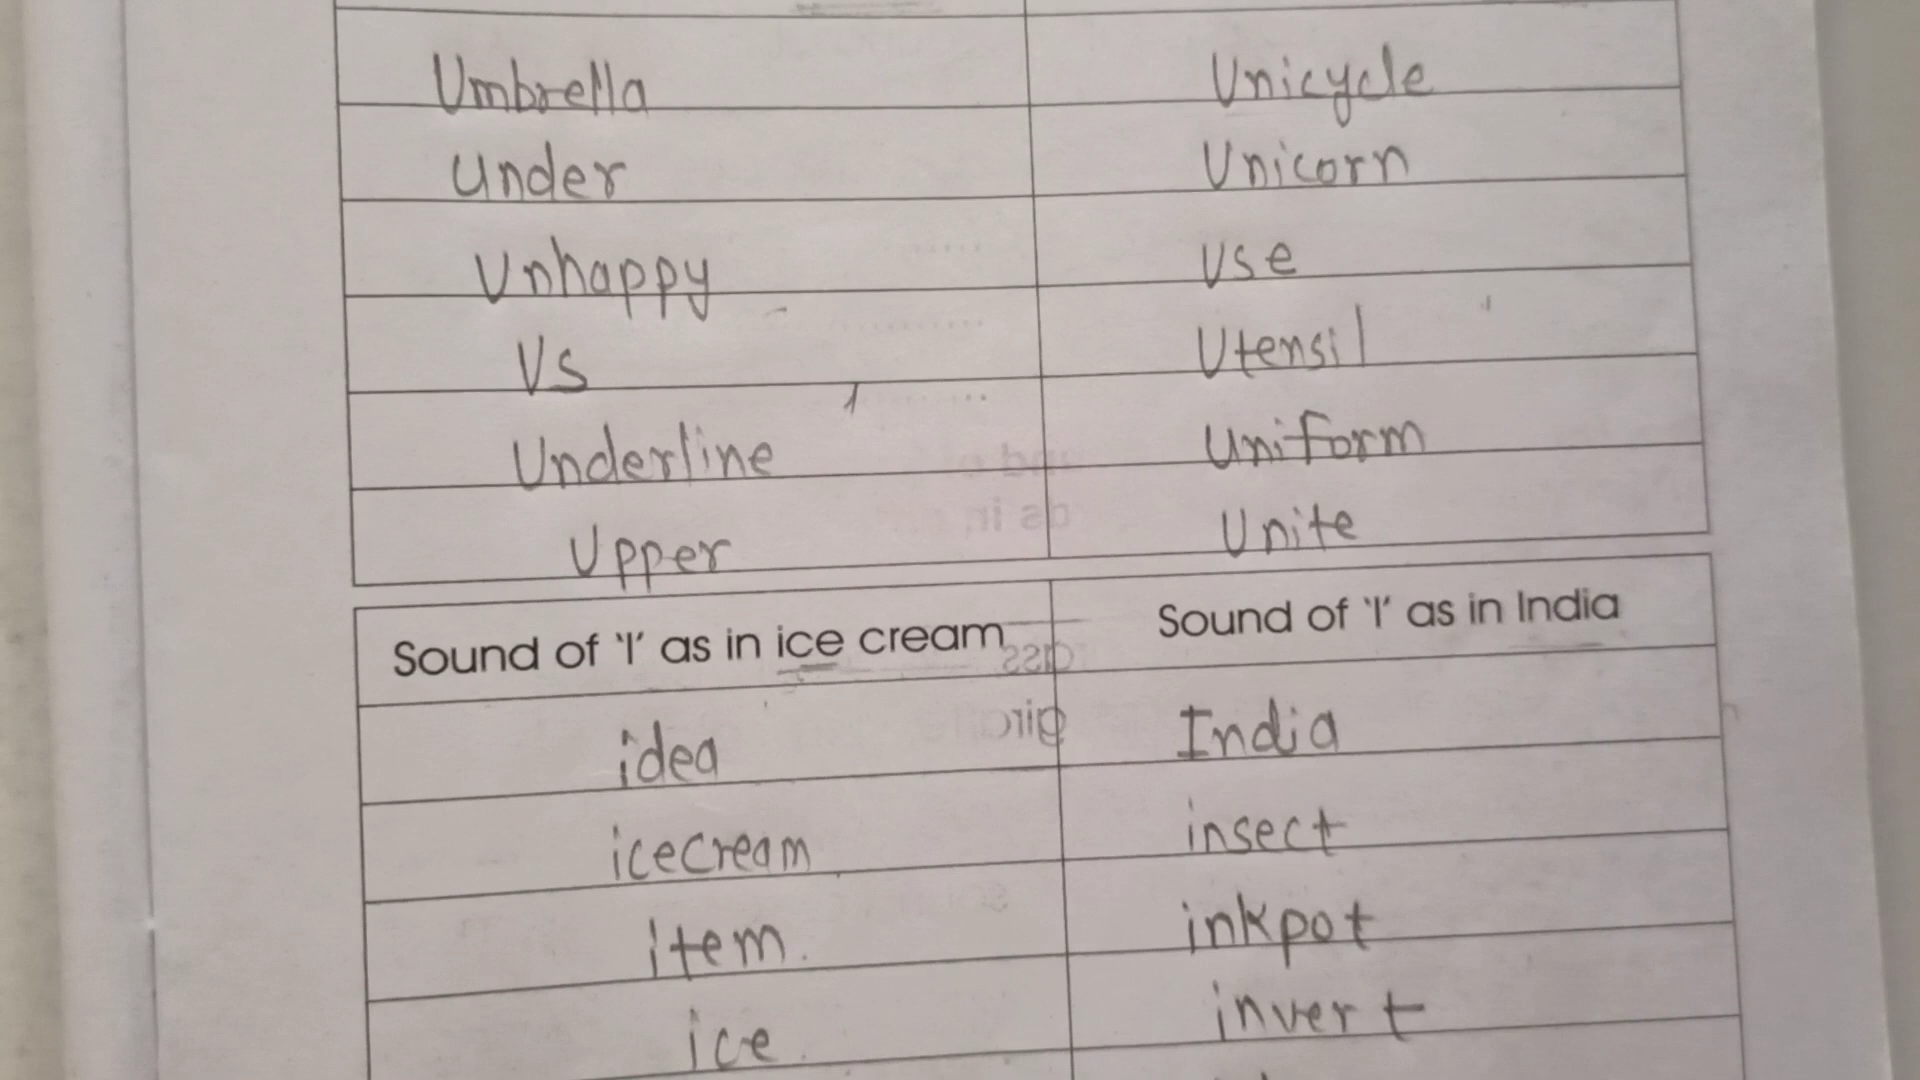 Umbrella Unicycle
Under Unicorn
Unhappy Use
Us Utensil
Underline Uniform
Upper Unite
Sound of 'I' as in ice cream Sound of 'I' as in India
idea India
icecream insect
item. inkpot
ice. invert